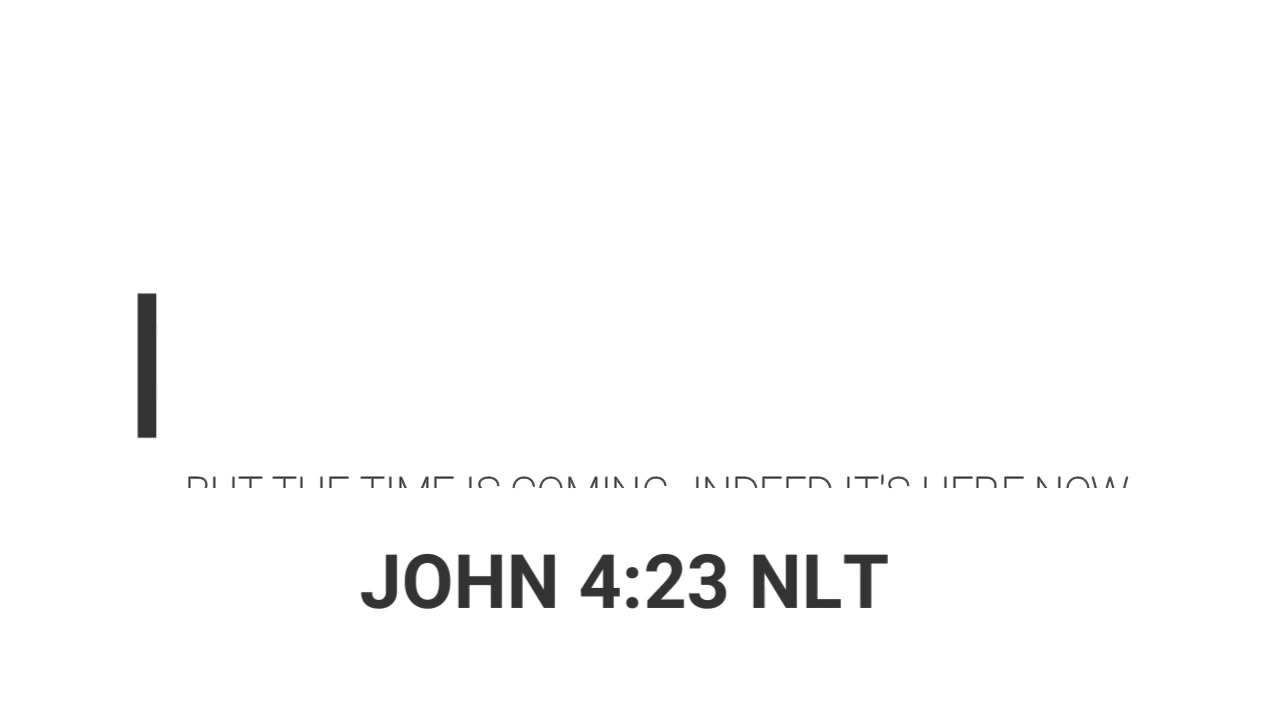 BUT THE TIME IS COMING, INDEED IT'S HERE NOW
JOHN 4:23 NLT